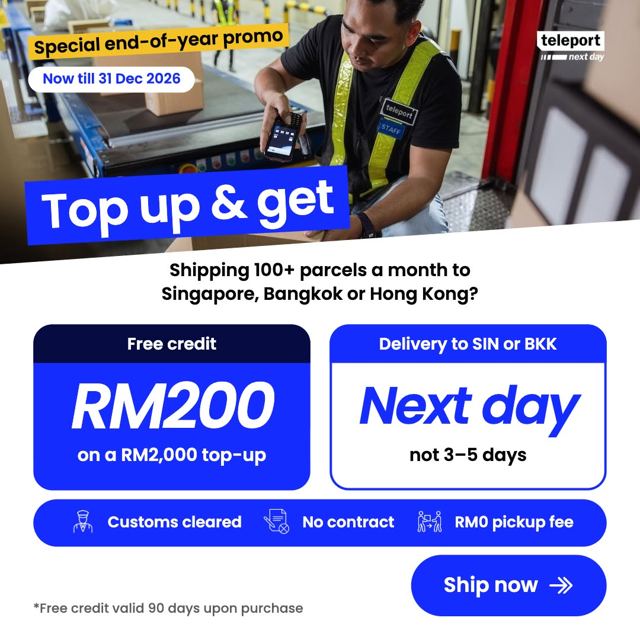 Special end-of-year promo
Now till 31 Dec 2026
teleport
next day
teleport
STAFF
Top up & get
Shipping 100+ parcels a month to
Singapore, Bangkok or Hong Kong?
Free credit
RM200
on a RM2,000 top-up
Delivery to SIN or BKK
Next day
not 3–5 days
Customs cleared
No contract
RM0 pickup fee
Ship now
*Free credit valid 90 days upon purchase